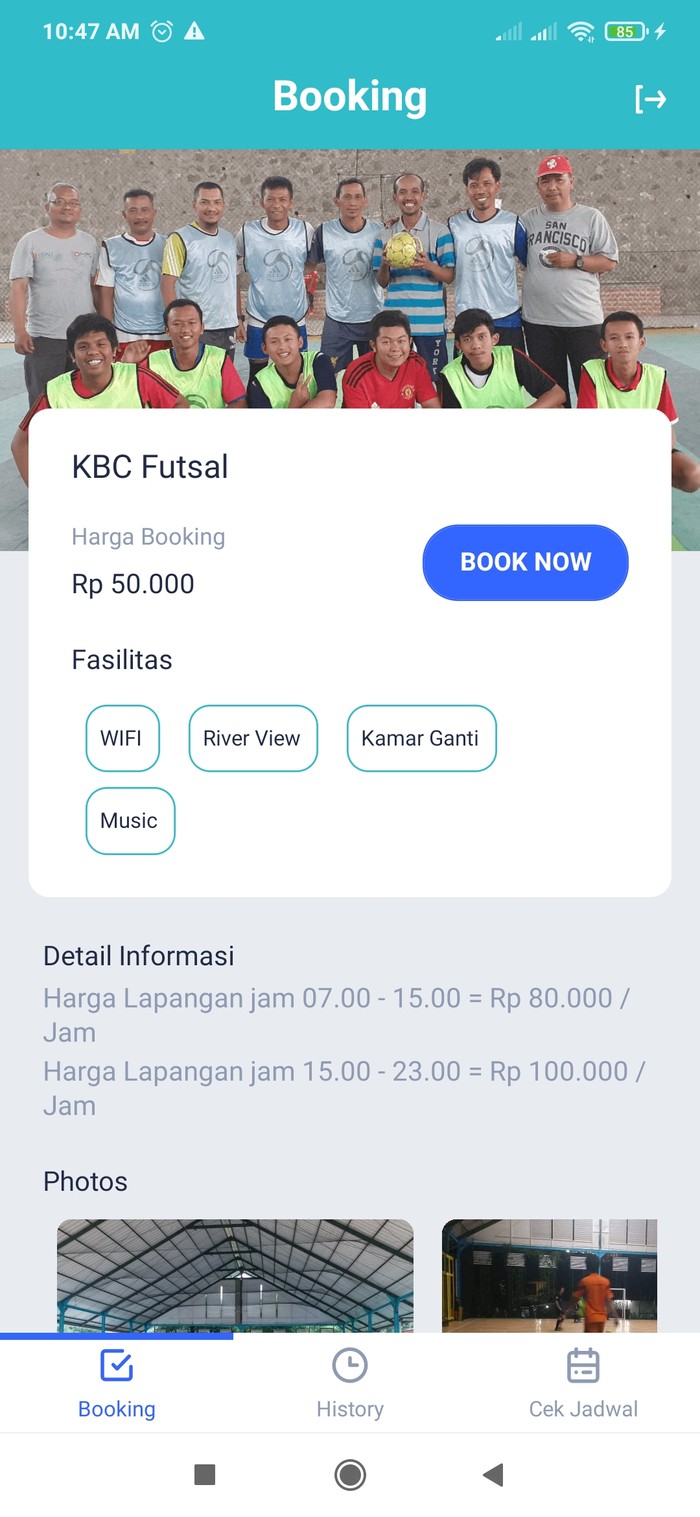 10:47 AM
85
Booking
SAN
FRANCISCO
YORK
KBC Futsal
Harga Booking
Rp 50.000
BOOK NOW
Fasilitas
WIFI
River View
Kamar Ganti
Music
Detail Informasi
Harga Lapangan jam 07.00 - 15.00 = Rp 80.000 /
Jam
Harga Lapangan jam 15.00 - 23.00 = Rp 100.000 /
Jam
Photos
Booking
History
Cek Jadwal